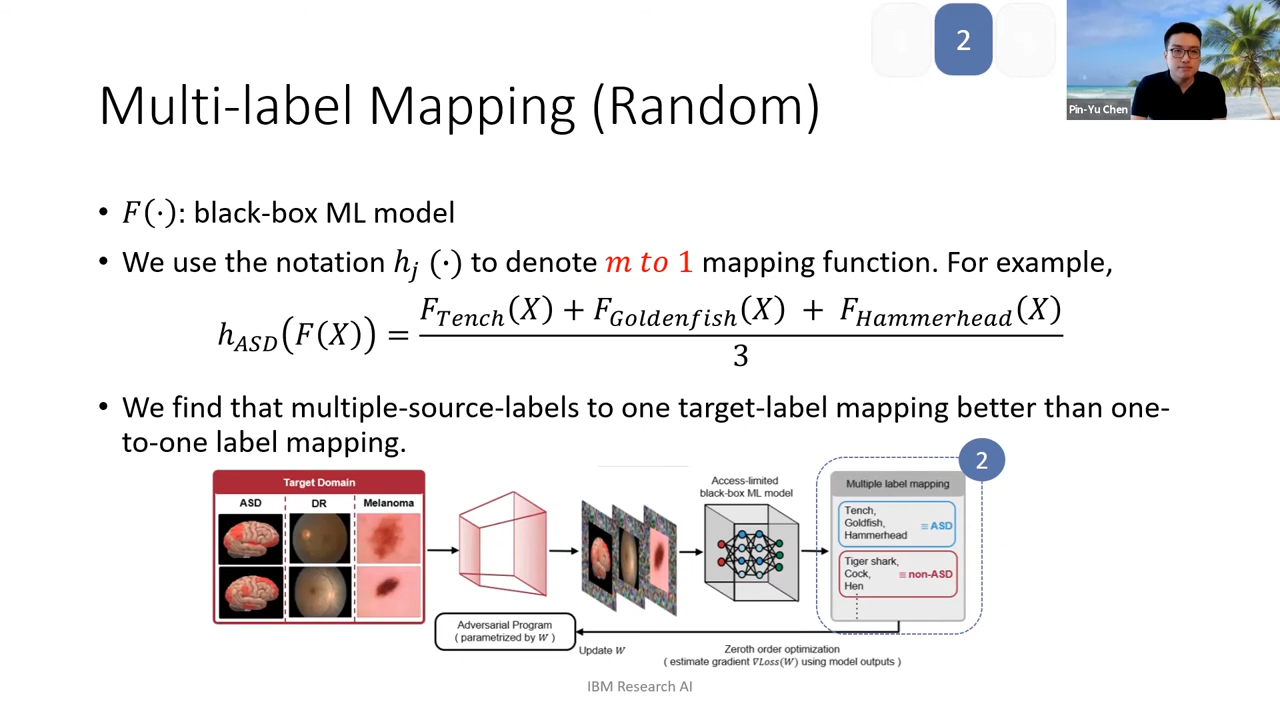 2
Pin-Yu Chen
Multi-label Mapping (Random)
• F(·): black-box ML model
• We use the notation h_j (·) to denote m to 1 mapping function. For example,
h_ASD(F(X)) = (F_Tench(X) + F_Goldenfish(X) + F_Hammerhead(X)) / 3
• We find that multiple-source-labels to one target-label mapping better than one-
to-one label mapping.
2
Target Domain
ASD DR Melanoma
Access-limited
black-box ML model
Multiple label mapping
Tench,
Goldfish,
Hammerhead
≡ ASD
Tiger shark,
Cock,
Hen
≡ non-ASD
Adversarial Program
( parametrized by W )
Update W
Zeroth order optimization
( estimate gradient ∇Loss(W) using model outputs )
IBM Research AI